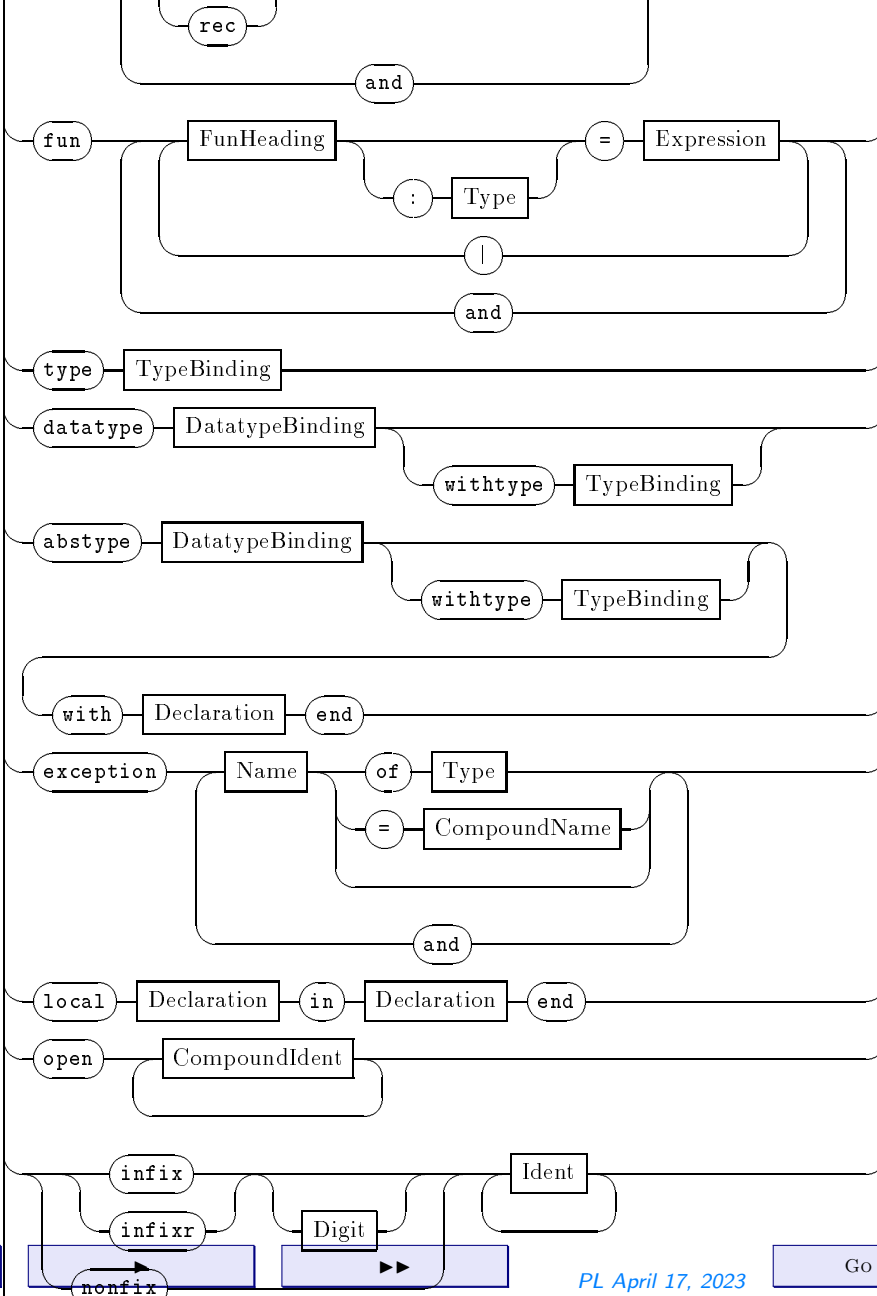 rec
and
fun FunHeading = Expression
: Type
|
and
type TypeBinding
datatype DatatypeBinding
withtype TypeBinding
abstype DatatypeBinding
withtype TypeBinding
with Declaration end
exception Name of Type
= CompoundName
and
local Declaration in Declaration end
open CompoundIdent
infix Ident
infixr Digit
nonfix
PL April 17, 2023 Go